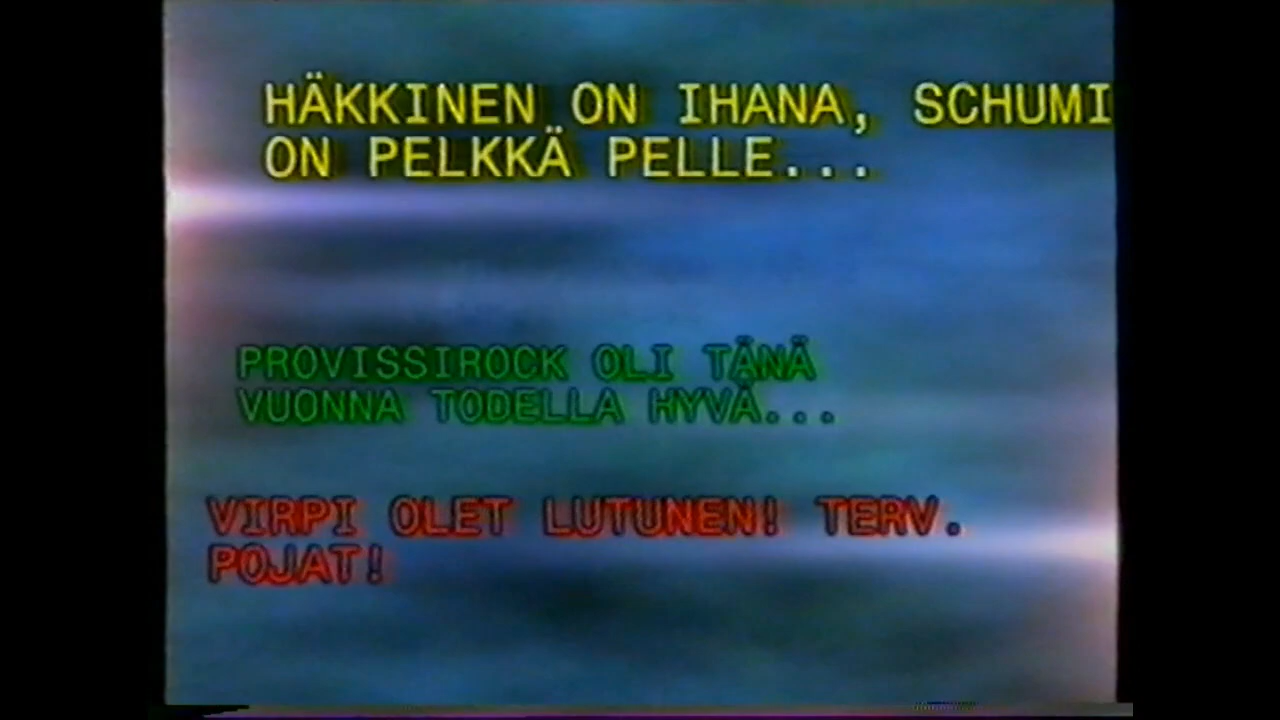 HÄKKINEN ON IHANA, SCHUMI
ON PELKKÄ PELLE...
PROVISSIROCK OLI TÄNÄ
VUONNA TODELLA HYVÄ...
VIRPI OLET LUTUNEN! TERV.
POJAT!